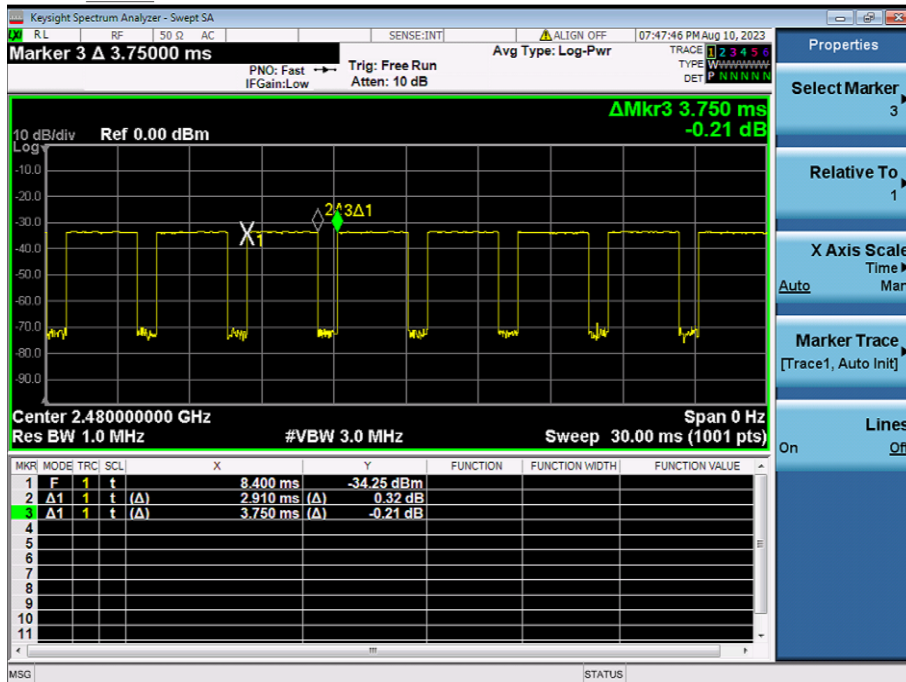 Keysight Spectrum Analyzer - Swept SA
LXI RL RF 50 Ω AC SENSE:INT ALIGN OFF 07:47:46 PM Aug 10, 2023
Marker 3 Δ 3.75000 ms
PNO: Fast
IFGain:Low
Trig: Free Run
Atten: 10 dB
Avg Type: Log-Pwr
TRACE 1 2 3 4 5 6
TYPE WWWWWW
DET P N N N N N
ΔMkr3 3.750 ms
-0.21 dB
10 dB/div Ref 0.00 dBm
Log
-10.0
-20.0
-30.0
-40.0
-50.0
-60.0
-70.0
-80.0
-90.0
1
2Δ 3Δ1
Center 2.480000000 GHz Span 0 Hz
Res BW 1.0 MHz #VBW 3.0 MHz Sweep 30.00 ms (1001 pts)
MKR MODE TRC SCL X Y FUNCTION FUNCTION WIDTH FUNCTION VALUE
1 F 1 t 8.400 ms -34.25 dBm
2 Δ1 1 t (Δ) 2.910 ms (Δ) 0.32 dB
3 Δ1 1 t (Δ) 3.750 ms (Δ) -0.21 dB
4
5
6
7
8
9
10
11
MSG STATUS
Properties
Select Marker
3
Relative To
1
X Axis Scale
Time
Auto Man
Marker Trace
[Trace1, Auto Init]
Lines
On Off